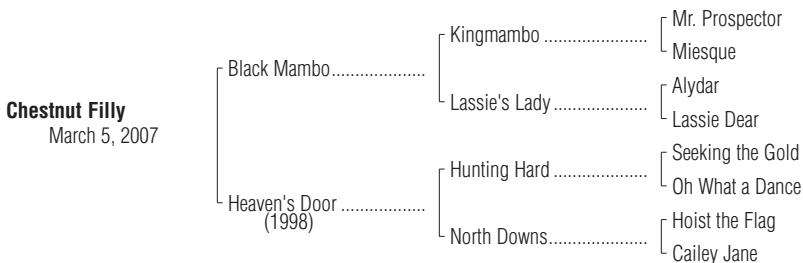 Chestnut Filly
March 5, 2007
Black Mambo....................
Heaven's Door ..................
(1998)
Kingmambo ......................
Lassie's Lady ....................
Hunting Hard ....................
North Downs.....................
Mr. Prospector
Miesque
Alydar
Lassie Dear
Seeking the Gold
Oh What a Dance
Hoist the Flag
Cailey Jane